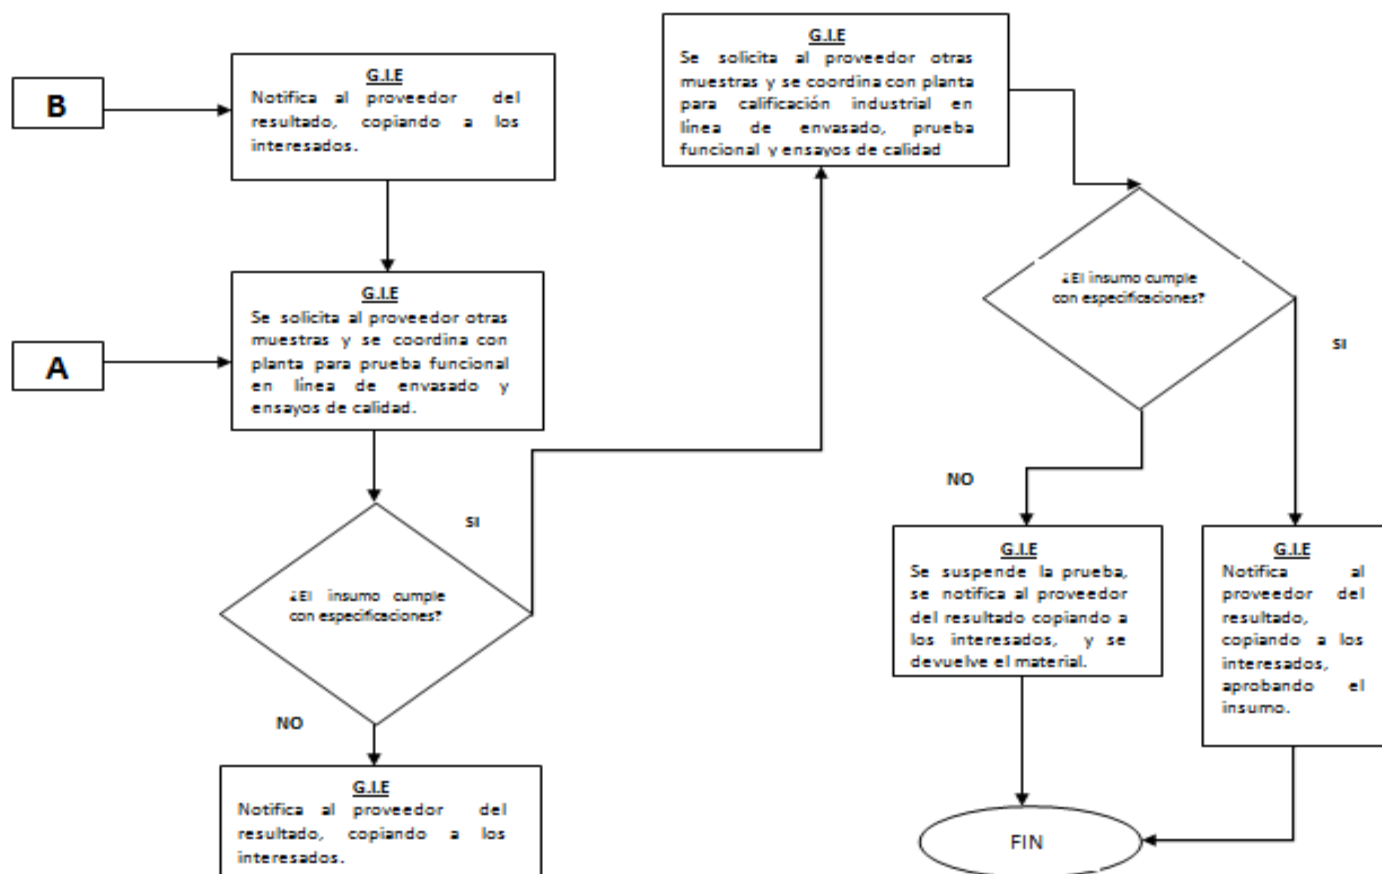 B
G.I.E
Notifica al proveedor del
resultado, copiando a los
interesados.
A
G.I.E
Se solicita al proveedor otras
muestras y se coordina con
planta para prueba funcional
en línea de envasado y
ensayos de calidad.
¿El insumo cumple
con especificaciones?
SI
NO
G.I.E
Notifica al proveedor del
resultado, copiando a los
interesados.
G.I.E
Se solicita al proveedor otras
muestras y se coordina con planta
para calificación industrial en
línea de envasado, prueba
funcional y ensayos de calidad
¿El insumo cumple
con especificaciones?
SI
NO
G.I.E
Se suspende la prueba,
se notifica al proveedor
del resultado copiando a
los interesados, y se
devuelve el material.
G.I.E
Notifica al
proveedor del
resultado,
copiando a los
interesados,
aprobando el
insumo.
FIN